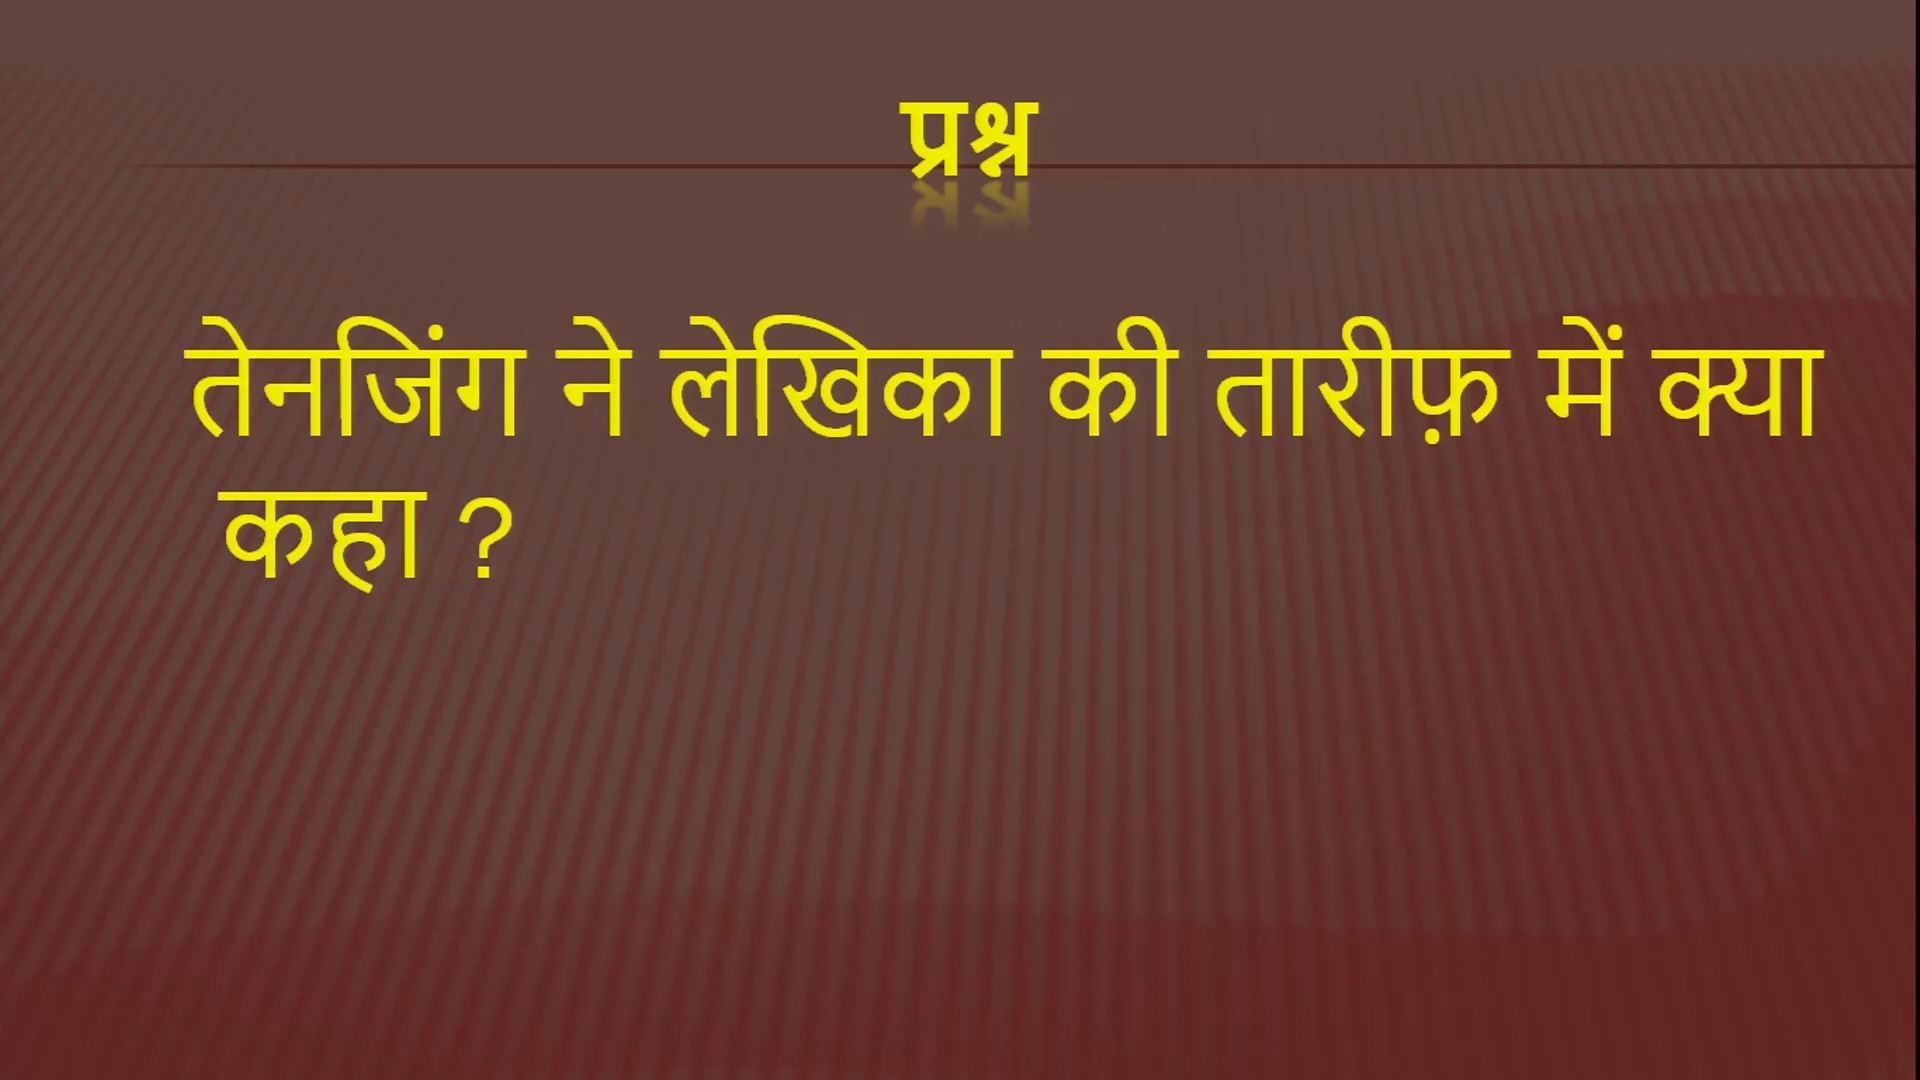 प्रश्न
तेनजिंग ने लेखिका की तारीफ़ में क्या
कहा ?